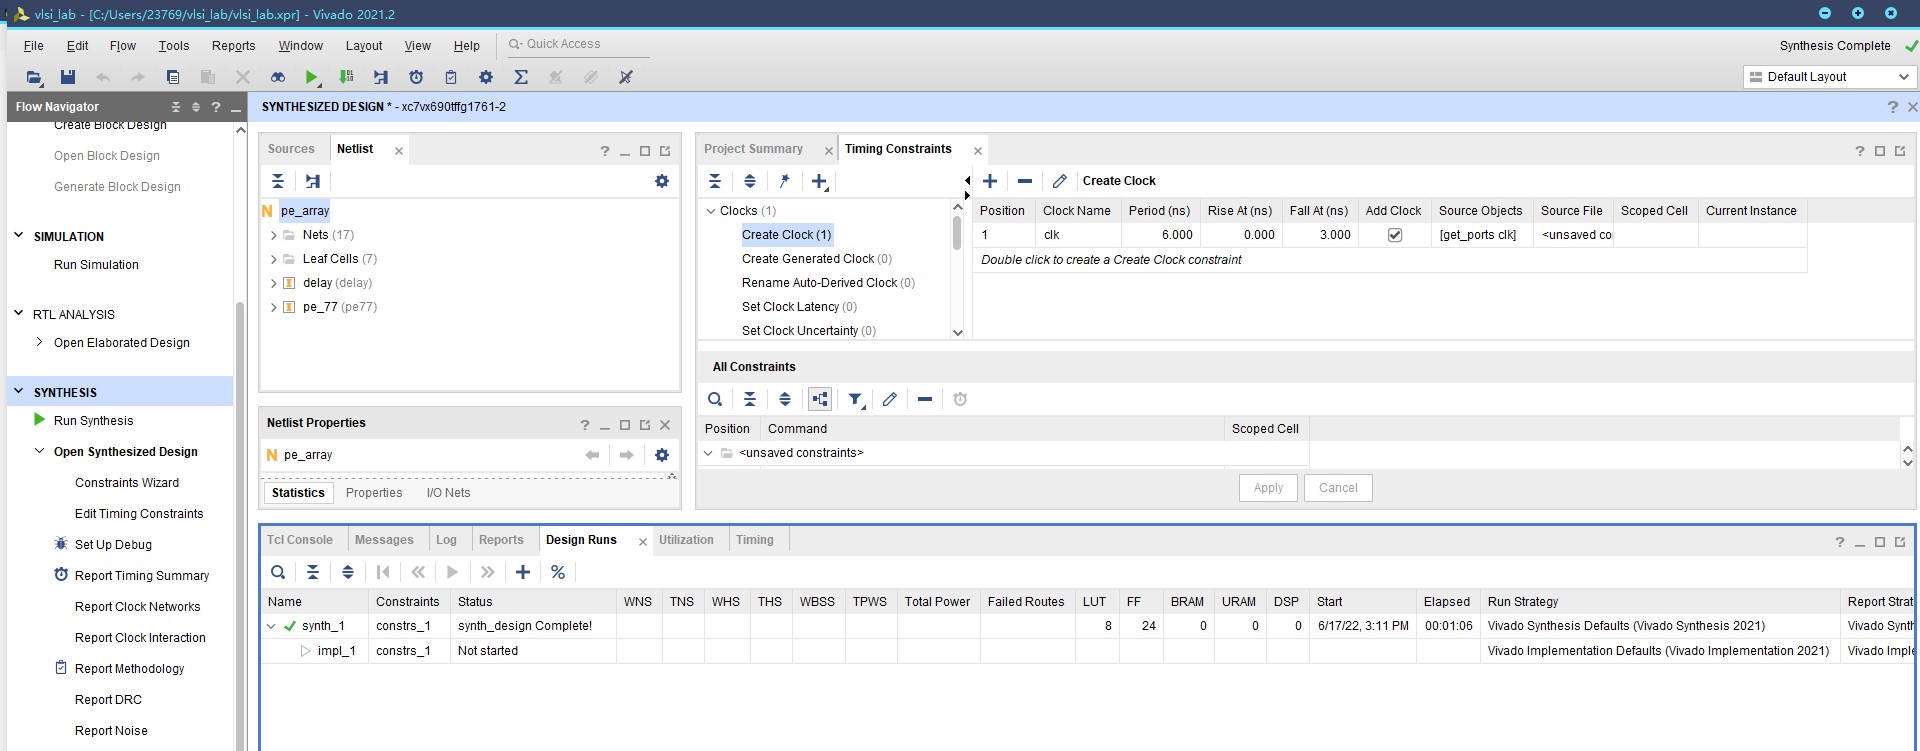 vlsi_lab - [C:/Users/23769/vlsi_lab/vlsi_lab.xpr] - Vivado 2021.2
File Edit Flow Tools Reports Window Layout View Help Quick Access
Synthesis Complete
Default Layout
Flow Navigator
SYNTHESIZED DESIGN * - xc7vx690tffg1761-2
Create Block Design
Open Block Design
Generate Block Design
SIMULATION
Run Simulation
RTL ANALYSIS
Open Elaborated Design
SYNTHESIS
Run Synthesis
Open Synthesized Design
Constraints Wizard
Edit Timing Constraints
Set Up Debug
Report Timing Summary
Report Clock Networks
Report Clock Interaction
Report Methodology
Report DRC
Report Noise
Sources Netlist
pe_array
Nets (17)
Leaf Cells (7)
delay (delay)
pe_77 (pe77)
Netlist Properties
pe_array
Statistics Properties I/O Nets
Project Summary Timing Constraints
Clocks (1)
Create Clock (1)
Create Generated Clock (0)
Rename Auto-Derived Clock (0)
Set Clock Latency (0)
Set Clock Uncertainty (0)
Create Clock
Position Clock Name Period (ns) Rise At (ns) Fall At (ns) Add Clock Source Objects Source File Scoped Cell Current Instance
1 clk 6.000 0.000 3.000 [get_ports clk] <unsaved co
Double click to create a Create Clock constraint
All Constraints
Position Command Scoped Cell
<unsaved constraints>
Apply Cancel
Tcl Console Messages Log Reports Design Runs Utilization Timing
Name Constraints Status WNS TNS WHS THS WBSS TPWS Total Power Failed Routes LUT FF BRAM URAM DSP Start Elapsed Run Strategy Report Strat
synth_1 constrs_1 synth_design Complete! 8 24 0 0 0 6/17/22, 3:11 PM 00:01:06 Vivado Synthesis Defaults (Vivado Synthesis 2021) Vivado Synth
impl_1 constrs_1 Not started Vivado Implementation Defaults (Vivado Implementation 2021) Vivado Imple